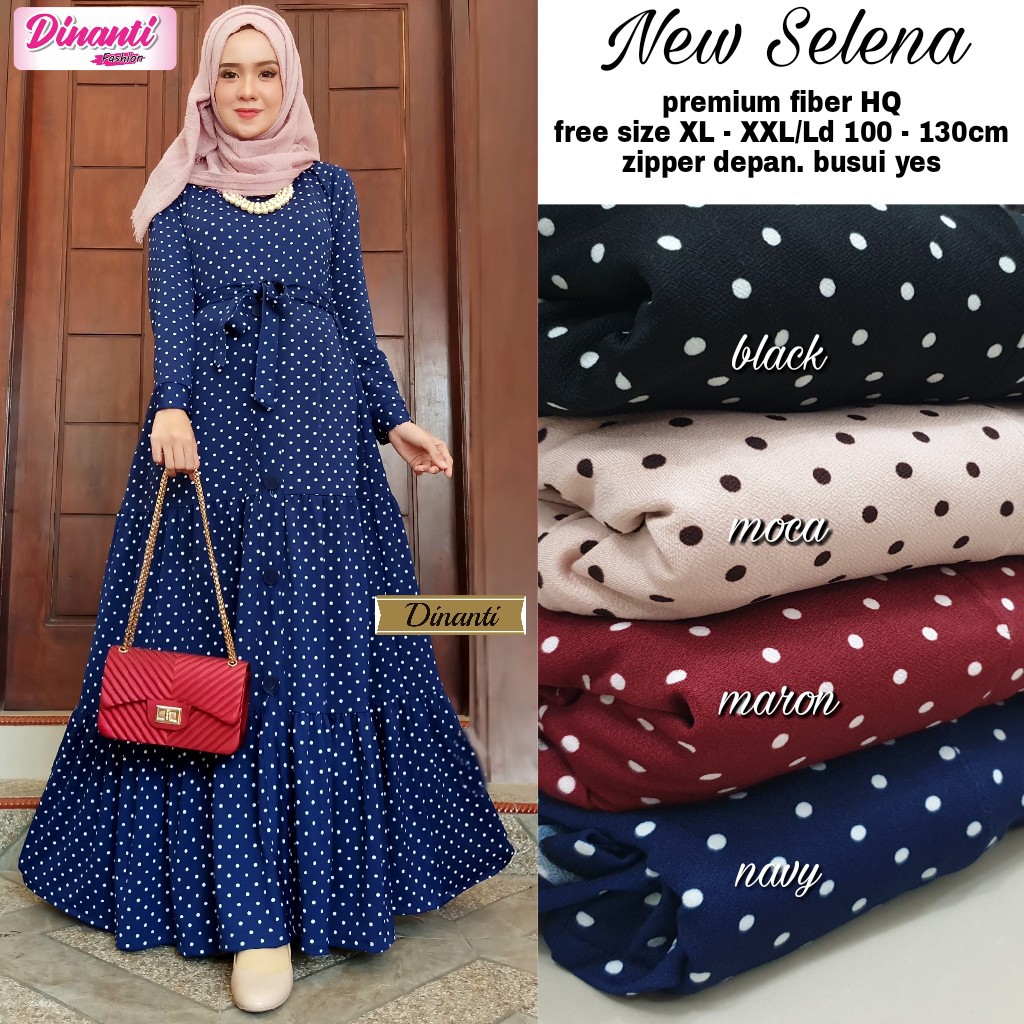 Dinanti
Fashion
New Selena
premium fiber HQ
free size XL - XXL/Ld 100 - 130cm
zipper depan. busui yes
black
moca
Dinanti
maron
navy